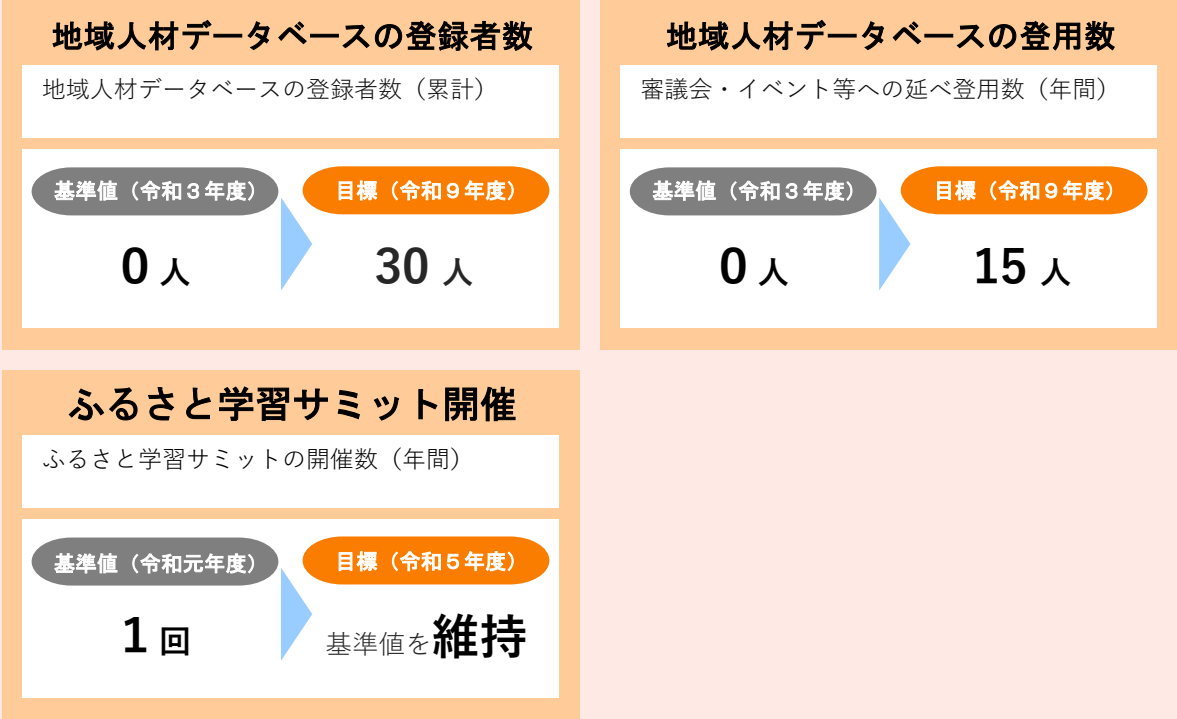 地域人材データベースの登録者数
地域人材データベースの登録者数（累計）
基準値（令和３年度）
目標（令和９年度）
0 人
30 人
地域人材データベースの登用数
審議会・イベント等への延べ登用数（年間）
基準値（令和３年度）
目標（令和９年度）
0 人
15 人
ふるさと学習サミット開催
ふるさと学習サミットの開催数（年間）
基準値（令和元年度）
目標（令和５年度）
1 回
基準値を維持